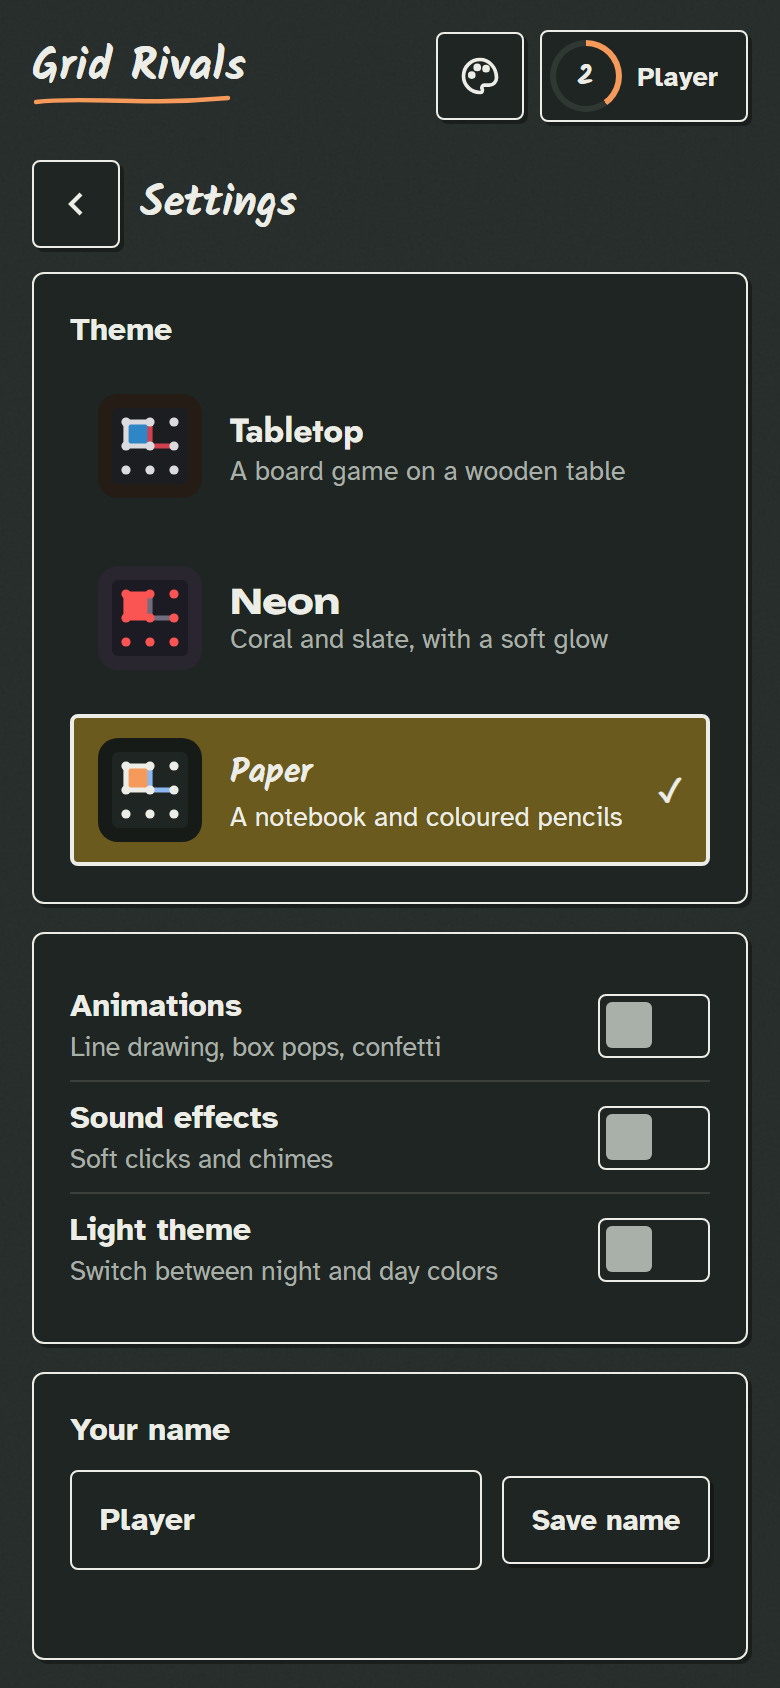 Grid Rivals
2
Player
Settings
Theme
Tabletop
A board game on a wooden table
Neon
Coral and slate, with a soft glow
Paper
A notebook and coloured pencils
Animations
Line drawing, box pops, confetti
Sound effects
Soft clicks and chimes
Light theme
Switch between night and day colors
Your name
Player
Save name